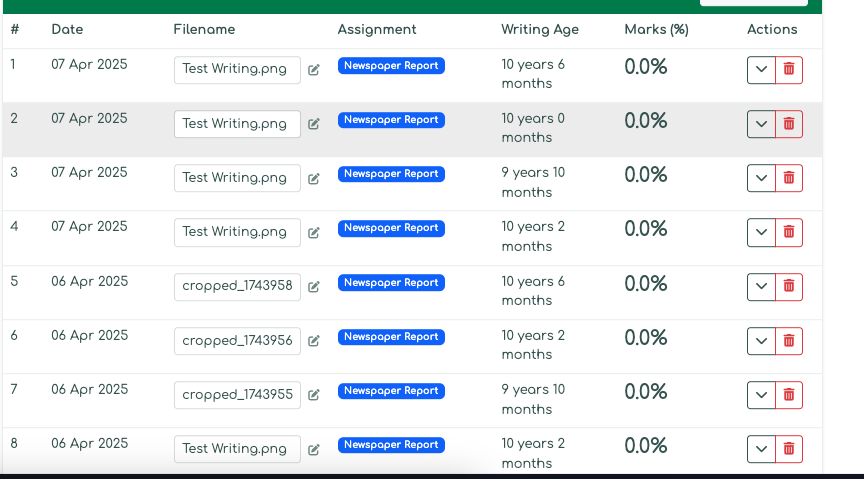 # Date Filename Assignment Writing Age Marks (%) Actions
1 07 Apr 2025 Test Writing.png Newspaper Report 10 years 6 0.0%
months
2 07 Apr 2025 Test Writing.png Newspaper Report 10 years 0 0.0%
months
3 07 Apr 2025 Test Writing.png Newspaper Report 9 years 10 0.0%
months
4 07 Apr 2025 Test Writing.png Newspaper Report 10 years 2 0.0%
months
5 06 Apr 2025 cropped_1743958 Newspaper Report 10 years 6 0.0%
months
6 06 Apr 2025 cropped_1743956 Newspaper Report 10 years 2 0.0%
months
7 06 Apr 2025 cropped_1743955 Newspaper Report 9 years 10 0.0%
months
8 06 Apr 2025 Test Writing.png Newspaper Report 10 years 2 0.0%
months